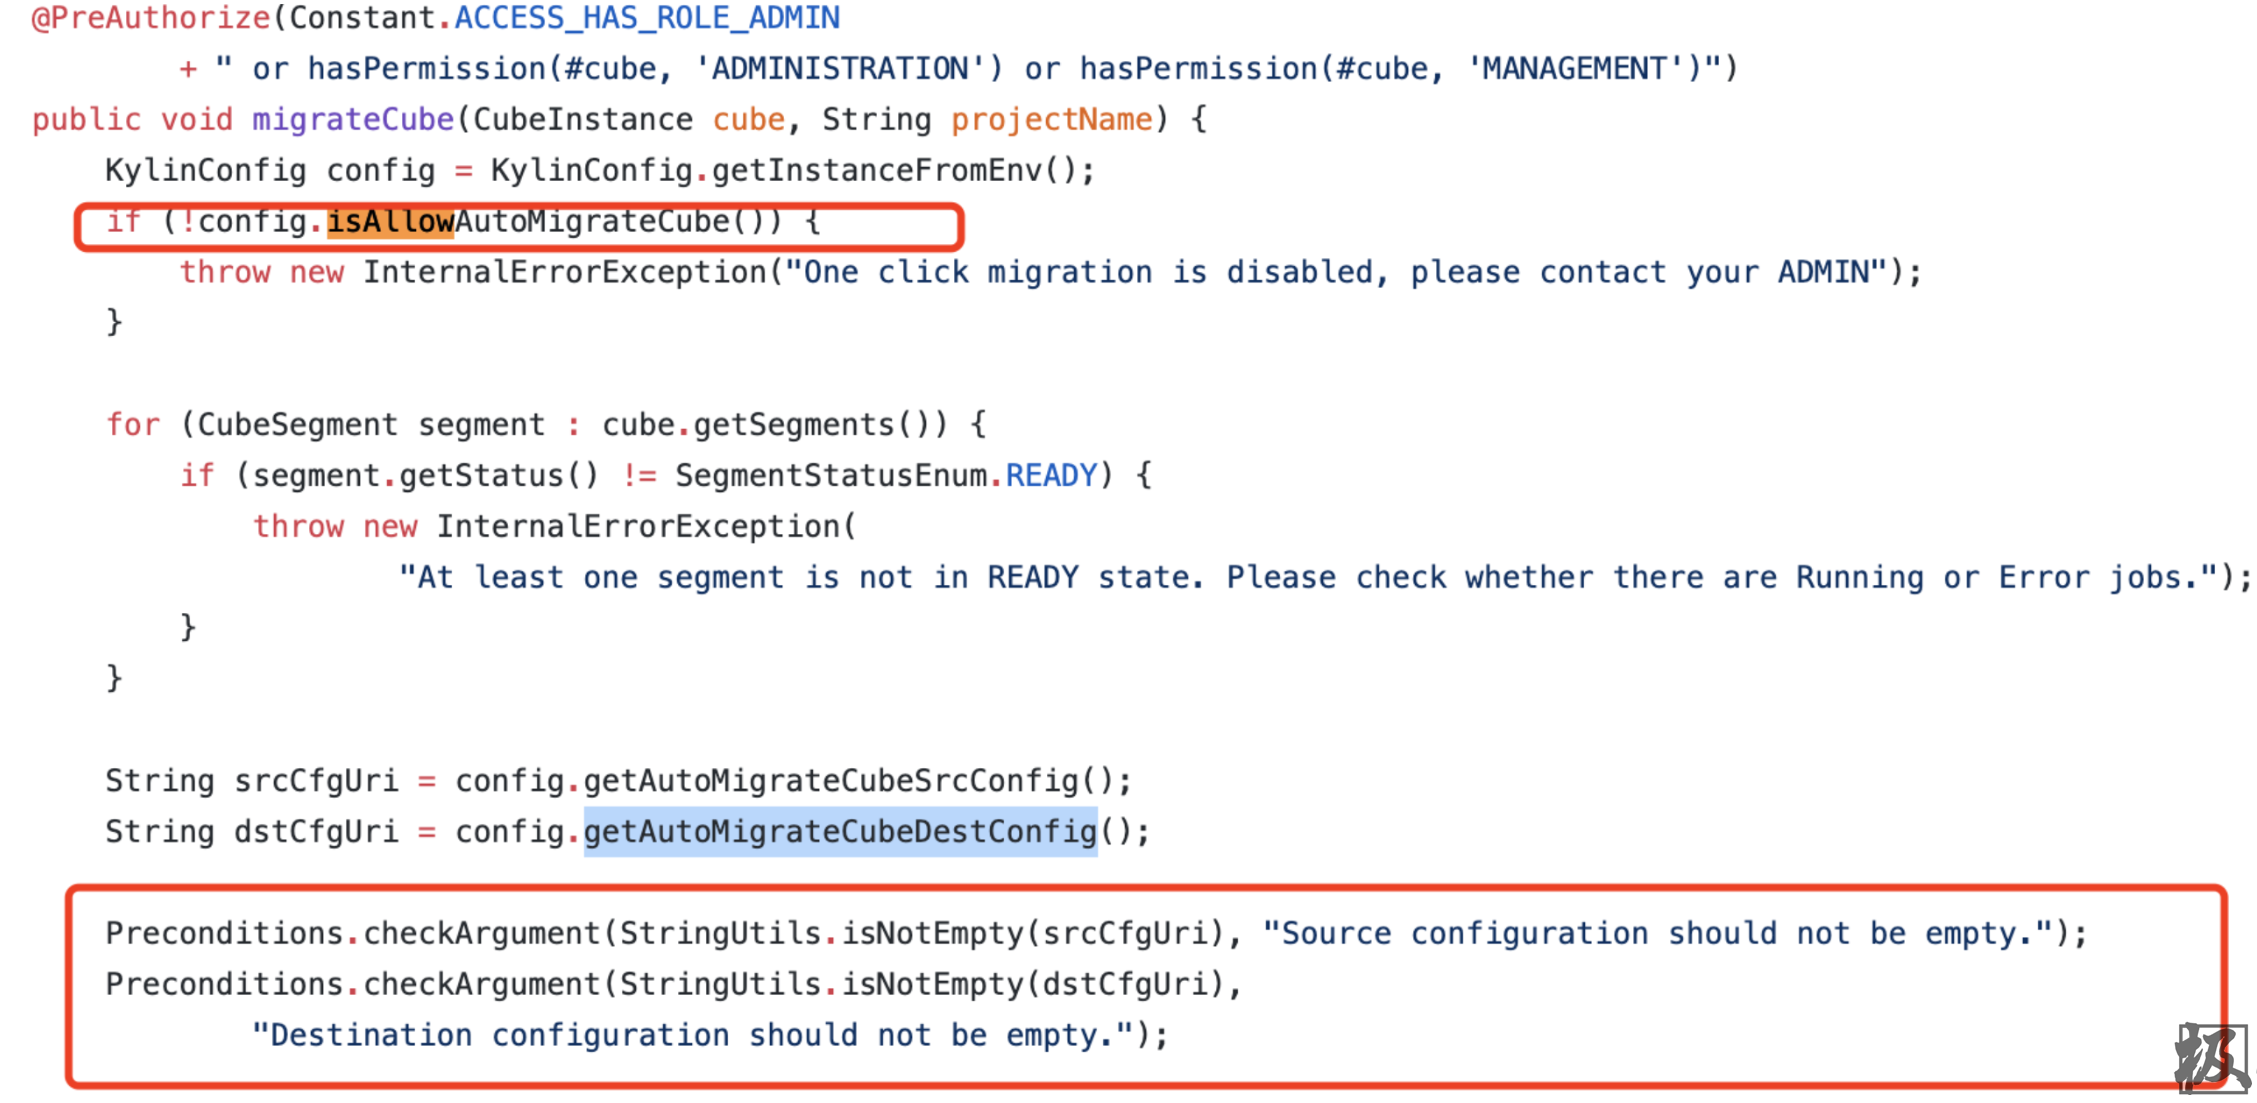 @PreAuthorize(Constant.ACCESS_HAS_ROLE_ADMIN
        + " or hasPermission(#cube, 'ADMINISTRATION') or hasPermission(#cube, 'MANAGEMENT')")
public void migrateCube(CubeInstance cube, String projectName) {
    KylinConfig config = KylinConfig.getInstanceFromEnv();
    if (!config.isAllowAutoMigrateCube()) {
        throw new InternalErrorException("One click migration is disabled, please contact your ADMIN");
    }
    for (CubeSegment segment : cube.getSegments()) {
        if (segment.getStatus() != SegmentStatusEnum.READY) {
            throw new InternalErrorException(
                    "At least one segment is not in READY state. Please check whether there are Running or Error jobs.");
        }
    }
    String srcCfgUri = config.getAutoMigrateCubeSrcConfig();
    String dstCfgUri = config.getAutoMigrateCubeDestConfig();
    Preconditions.checkArgument(StringUtils.isNotEmpty(srcCfgUri), "Source configuration should not be empty.");
    Preconditions.checkArgument(StringUtils.isNotEmpty(dstCfgUri),
            "Destination configuration should not be empty.");